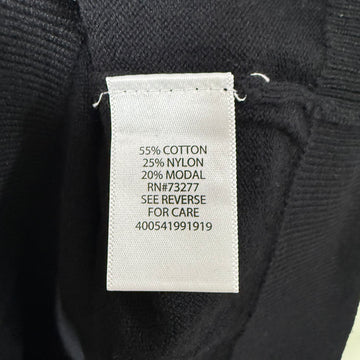 55% COTTON
25% NYLON
20% MODAL
RN#73277
SEE REVERSE
FOR CARE
400541991919